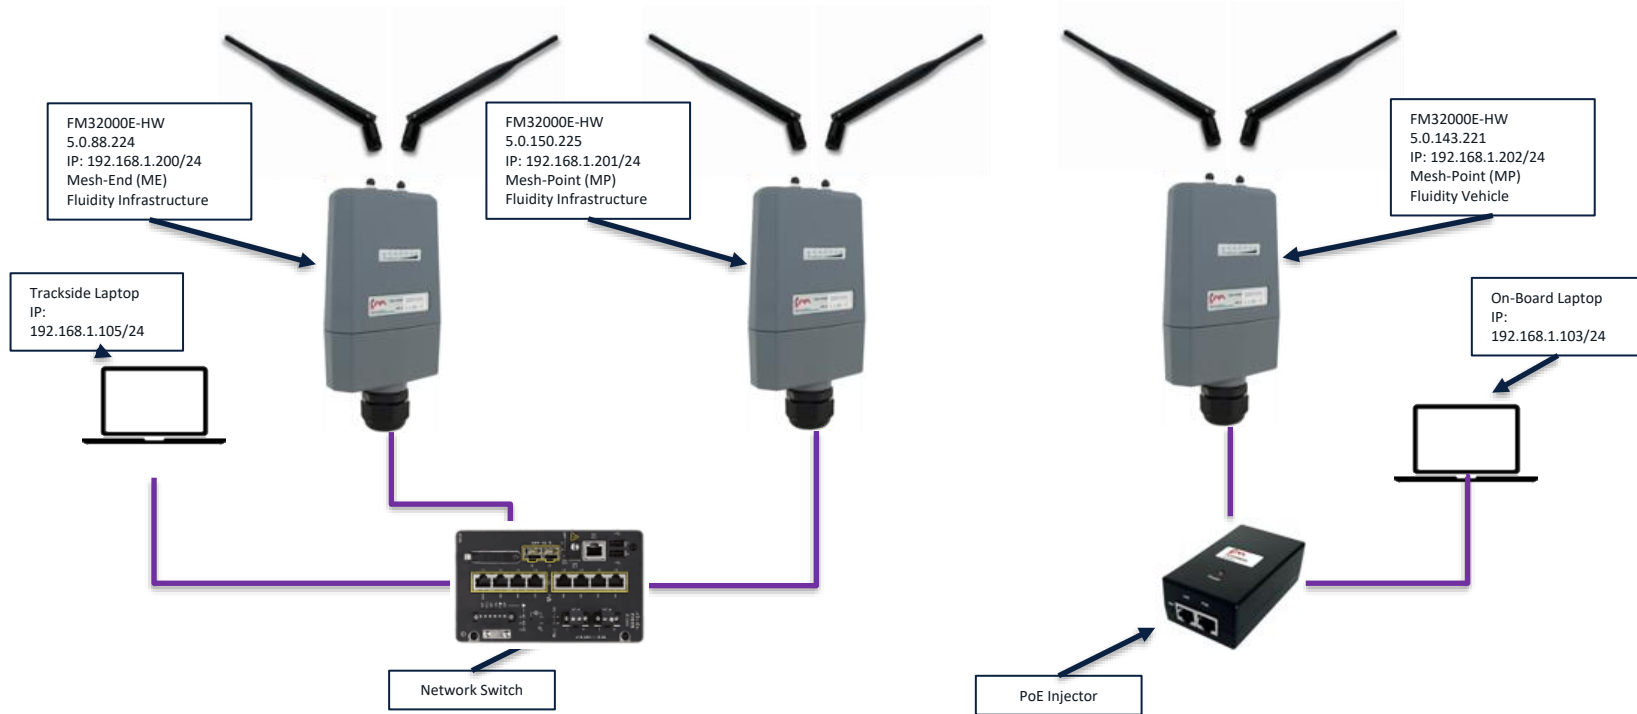 FM32000E-HW
5.0.88.224
IP: 192.168.1.200/24
Mesh-End (ME)
Fluidity Infrastructure
FM32000E-HW
5.0.150.225
IP: 192.168.1.201/24
Mesh-Point (MP)
Fluidity Infrastructure
FM32000E-HW
5.0.143.221
IP: 192.168.1.202/24
Mesh-Point (MP)
Fluidity Vehicle
Trackside Laptop
IP:
192.168.1.105/24
On-Board Laptop
IP:
192.168.1.103/24
Network Switch
PoE Injector